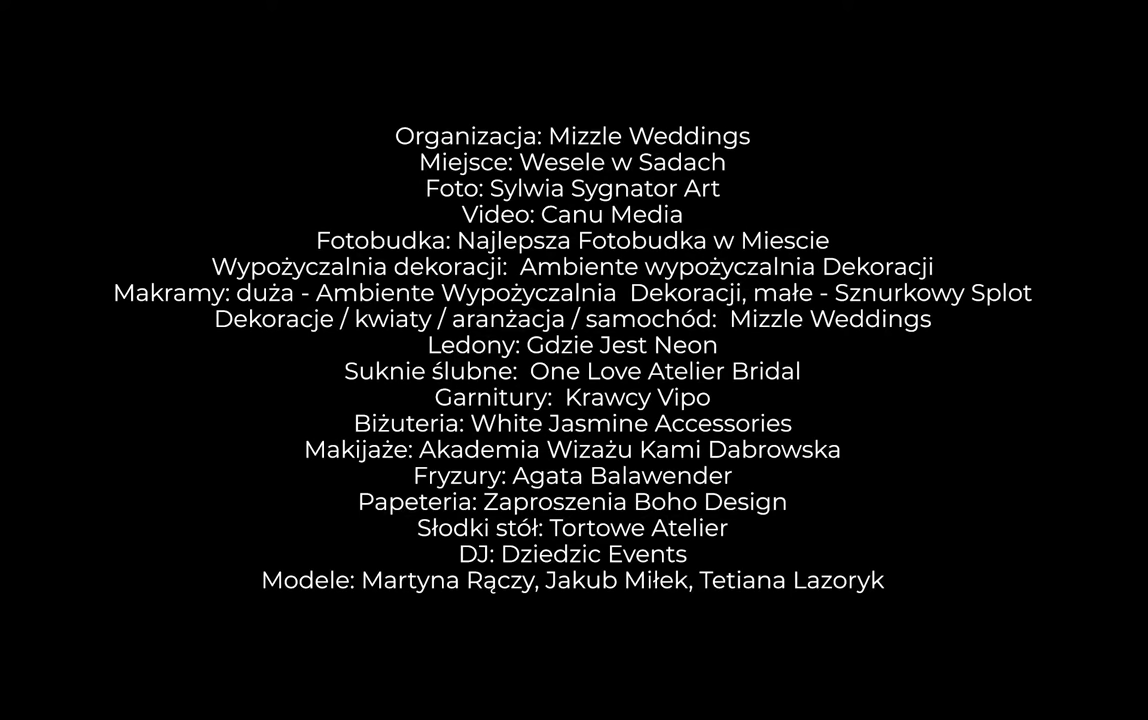 Organizacja: Mizzle Weddings
Miejsce: Wesele w Sadach
Foto: Sylwia Sygnator Art
Video: Canu Media
Fotobudka: Najlepsza Fotobudka w Miescie
Wypożyczalnia dekoracji:  Ambiente wypożyczalnia Dekoracji
Makramy: duża - Ambiente Wypożyczalnia  Dekoracji, małe - Sznurkowy Splot
Dekoracje / kwiaty / aranżacja / samochód:  Mizzle Weddings
Ledony: Gdzie Jest Neon
Suknie ślubne:  One Love Atelier Bridal
Garnitury:  Krawcy Vipo
Biżuteria: White Jasmine Accessories
Makijaże: Akademia Wizażu Kami Dabrowska
Fryzury: Agata Balawender
Papeteria: Zaproszenia Boho Design
Słodki stół: Tortowe Atelier
DJ: Dziedzic Events
Modele: Martyna Rączy, Jakub Miłek, Tetiana Lazoryk